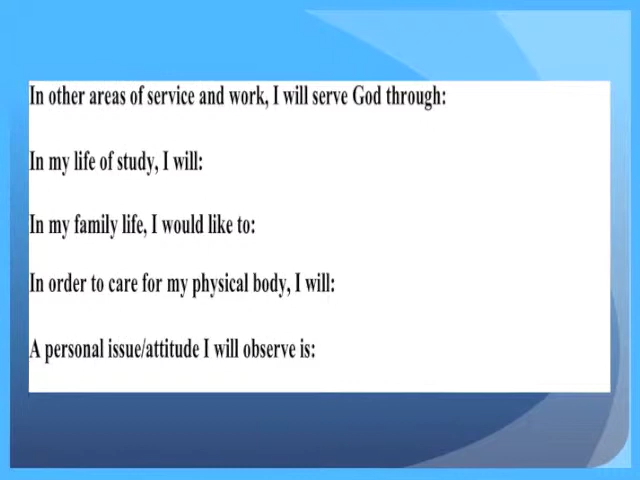 In other areas of service and work, I will serve God through:
In my life of study, I will:
In my family life, I would like to:
In order to care for my physical body, I will:
A personal issue/attitude I will observe is: